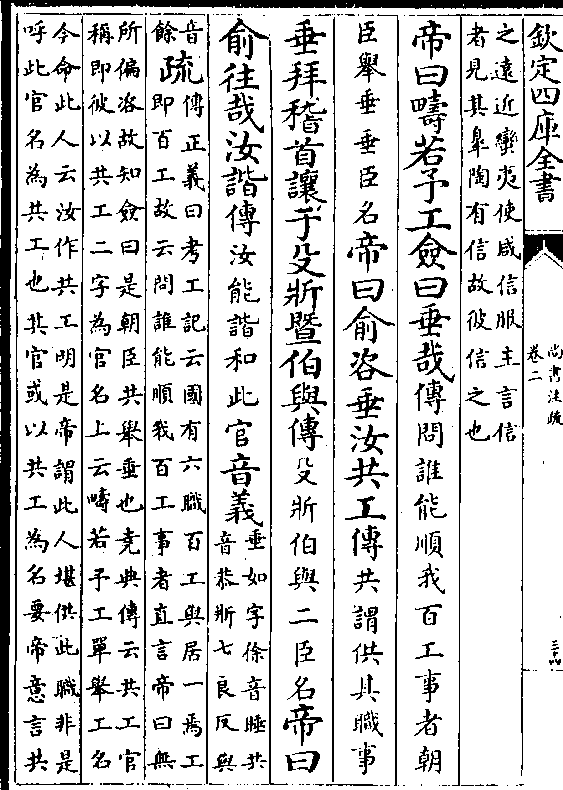 欽定四庫全書
尚書注疏
卷二
之遠近蠻夷使咸信服主言信
者見其臯陶有信故彼信之也
帝曰疇若予工僉曰垂哉傳問誰能順我百工事者朝
臣舉垂垂臣名帝曰俞咨垂汝共工傳共謂供具職事
垂拜稽首讓于殳斨暨伯與傳殳斨伯與二臣名帝曰
俞往哉汝諧傳汝能諧和此官音義垂如字徐音睡共
音恭斨七良反與
音
餘
疏傳正義曰考工記云國有六職百工與居一焉工
即百工故云問誰能順我百工事者直言帝曰無
所偏咨故知僉曰是朝臣共舉垂也堯典傳云共工官
稱即彼以共工二字為官名上云疇若予工單舉工名
今命此人云汝作共工明是帝謂此人堪供此職非是
呼此官名為共工也其官或以共工為名要帝意言共